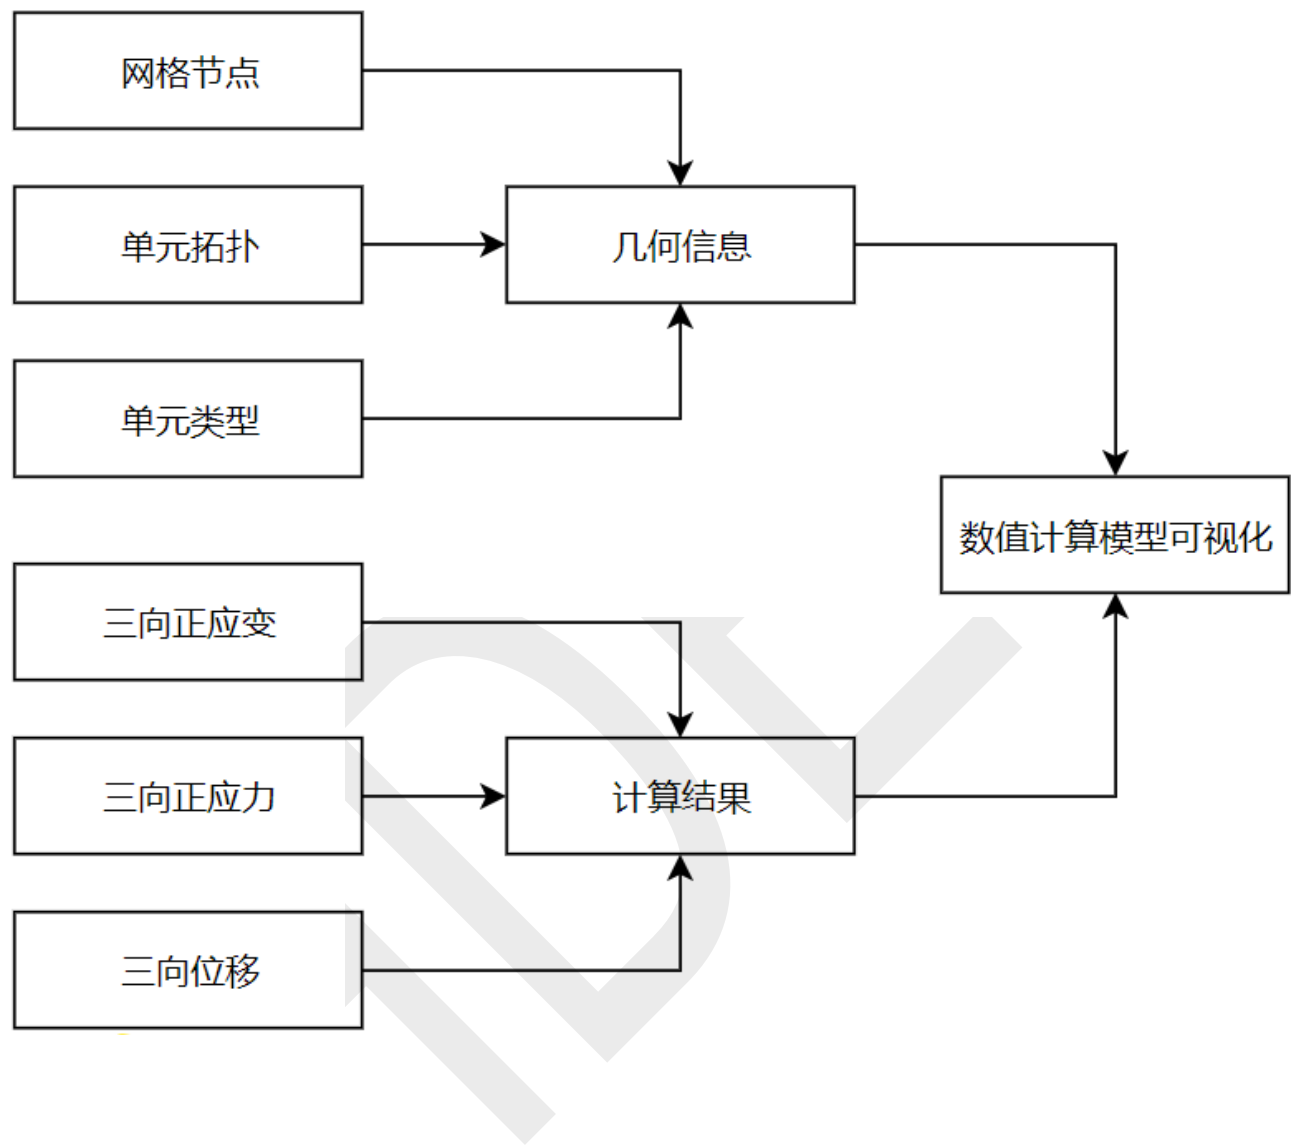 网格节点
单元拓扑
几何信息
单元类型
数值计算模型可视化
三向正应变
三向正应力
计算结果
三向位移